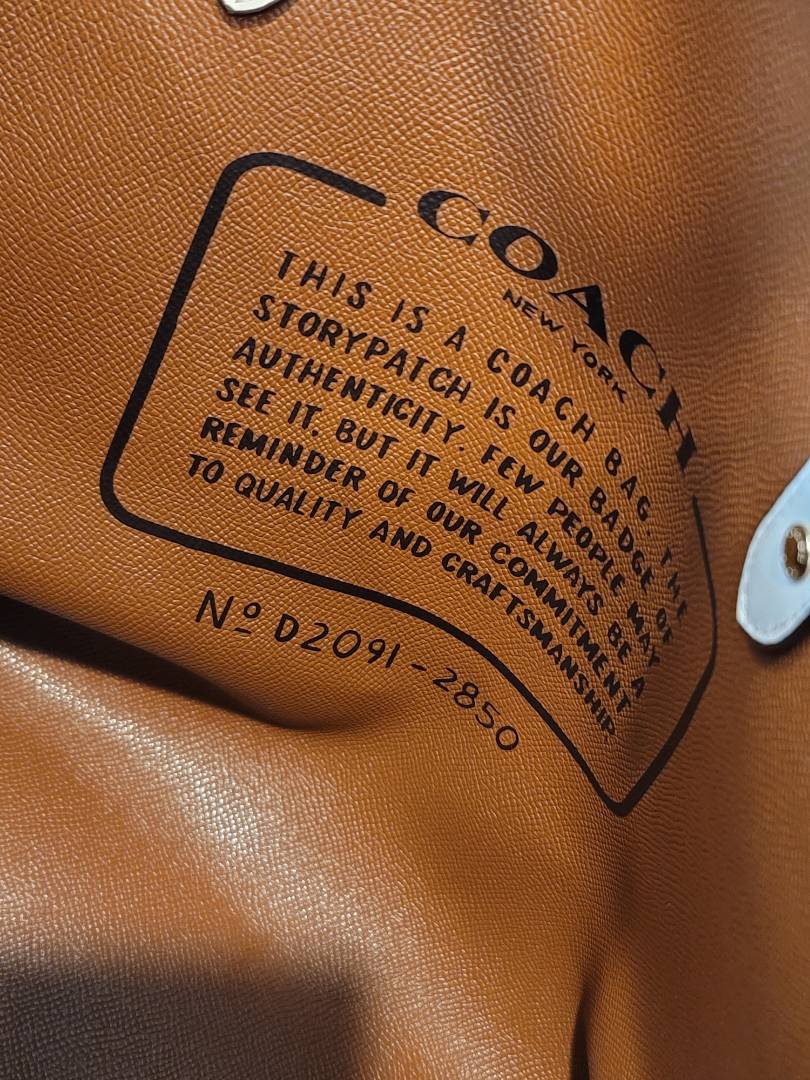 COACH
NEW YORK
THIS IS A COACH BAG. THE
STORYPATCH IS OUR BADGE OF
AUTHENTICITY. FEW PEOPLE MAY
SEE IT. BUT IT WILL ALWAYS BE A
REMINDER OF OUR COMMITMENT
TO QUALITY AND CRAFTSMANSHIP.
Nº D2091-2850